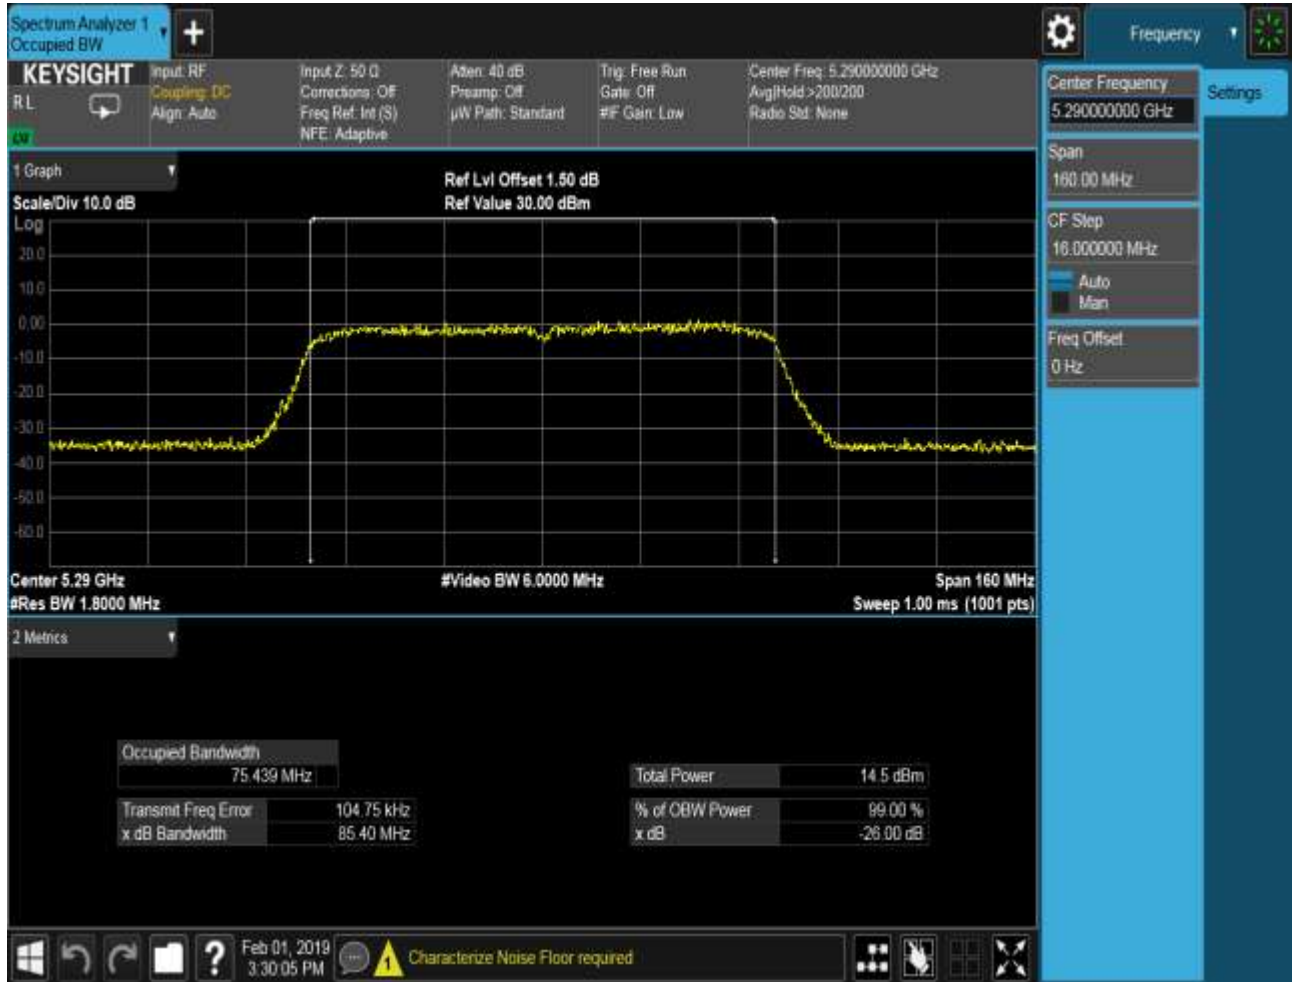 Spectrum Analyzer 1
Occupied BW
+
Frequency
KEYSIGHT
R L
Input: RF
Coupling: DC
Align: Auto
Input Z: 50 Ω
Corrections: Off
Freq Ref: Int (S)
NFE: Adaptive
Atten: 40 dB
Preamp: Off
µW Path: Standard
Trig: Free Run
Gate: Off
#IF Gain: Low
Center Freq: 5.290000000 GHz
Avg|Hold:>200/200
Radio Std: None
Center Frequency
5.290000000 GHz
Settings
Span
160.00 MHz
CF Step
16.000000 MHz
Auto
Man
Freq Offset
0 Hz
1 Graph
Scale/Div 10.0 dB
Ref Lvl Offset 1.50 dB
Ref Value 30.00 dBm
Log
20.0
10.0
0.00
-10.0
-20.0
-30.0
-40.0
-50.0
-60.0
Center 5.29 GHz
#Res BW 1.8000 MHz
#Video BW 6.0000 MHz
Span 160 MHz
Sweep 1.00 ms (1001 pts)
2 Metrics
Occupied Bandwidth
75.439 MHz
Transmit Freq Error 104.75 kHz
x dB Bandwidth 85.40 MHz
Total Power 14.5 dBm
% of OBW Power 99.00 %
x dB -26.00 dB
?
Feb 01, 2019
3:30:05 PM
1
Characterize Noise Floor required